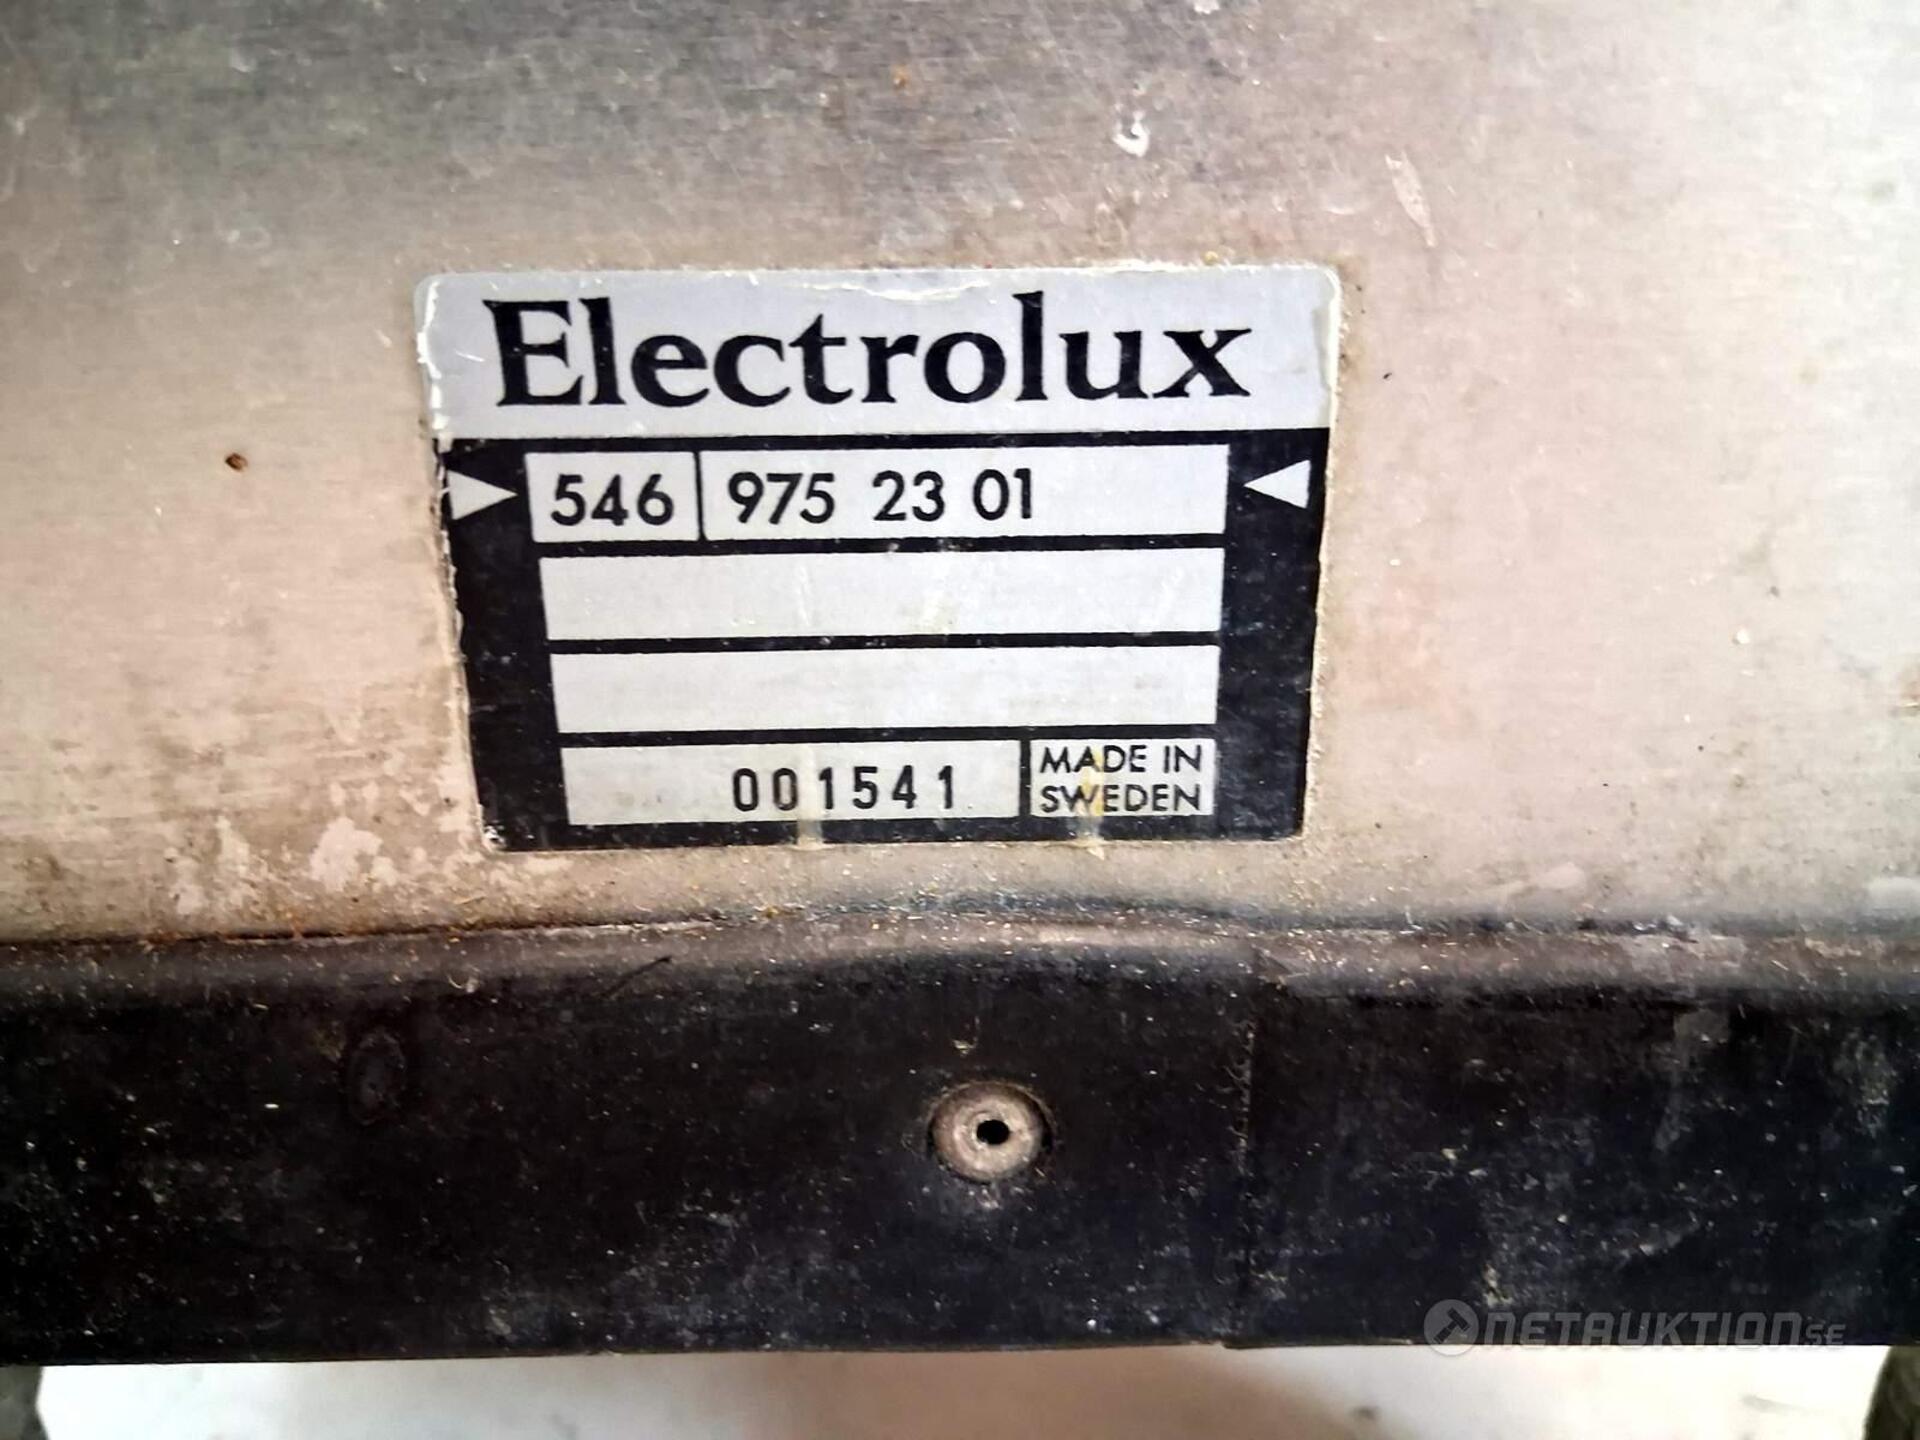 Electrolux
546 975 23 01
001541
MADE IN
SWEDEN
NETAUKTION.SE